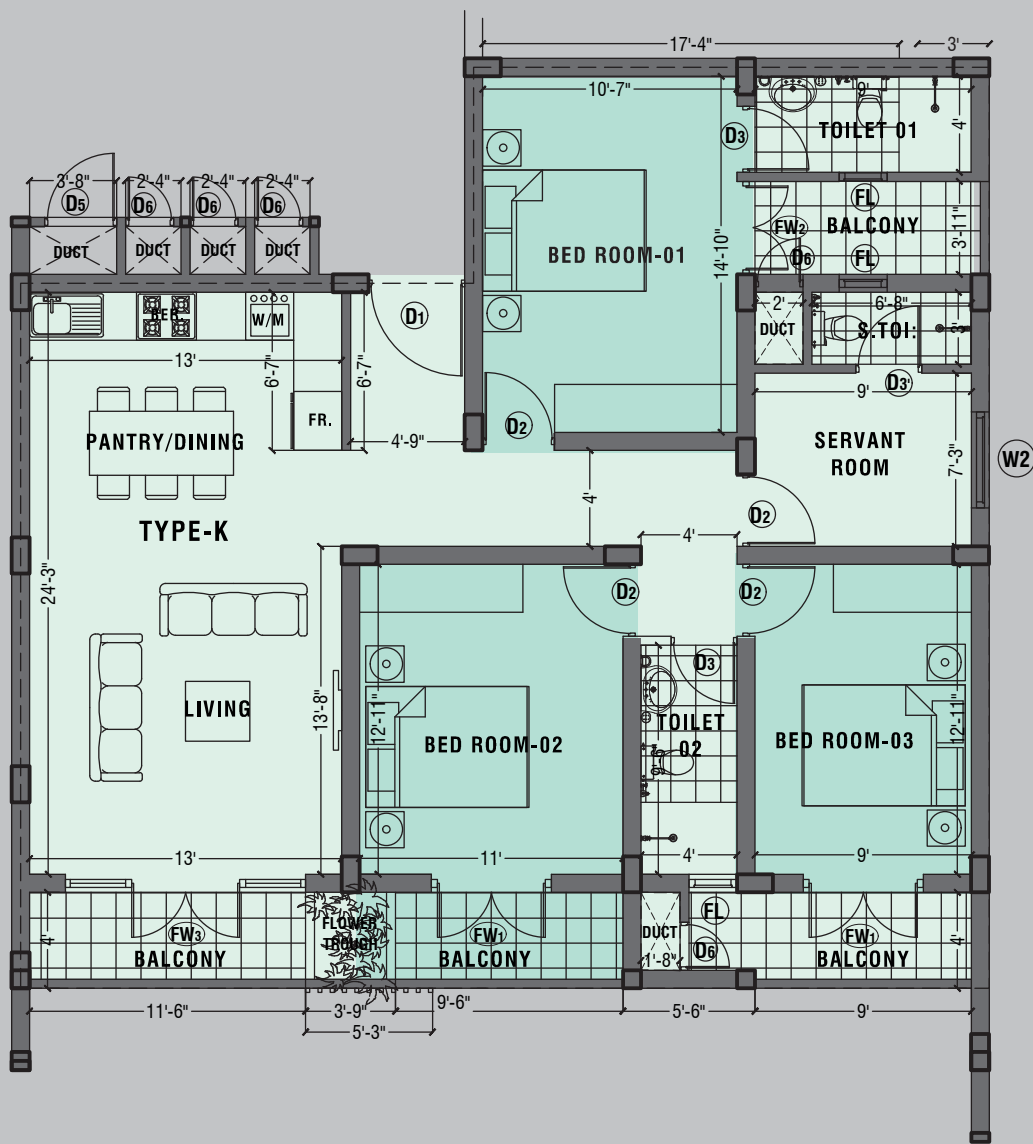 17'-4"
3'
10'-7"
9'
D3
TOILET 01
4'
3'-8"
2'-4"
2'-4"
2'-4"
D5
D6
D6
D6
FL
BALCONY
3'-11"
FW2
DUCT
DUCT
DUCT
DUCT
BED ROOM-01
14'-10"
D6
FL
D1
W/M
2'
6'-8"
DUCT
S.TOI.
3'
13'
6'-7"
6'-7"
D3'
9'
FR.
D2
PANTRY/DINING
4'-9"
SERVANT
ROOM
7'-3"
W2
4'
D2
TYPE-K
4'
24'-3"
D2
D2
D3
LIVING
13'-8"
12'-11"
BED ROOM-02
TOILET
02
BED ROOM-03
12'-11"
13'
11'
4'
9'
FLOWER
TROUGH
4'
FW3
BALCONY
FW1
BALCONY
DUCT
FL
D6
1'-8"
FW1
BALCONY
4'
11'-6"
3'-9"
9'-6"
5'-6"
9'
5'-3"